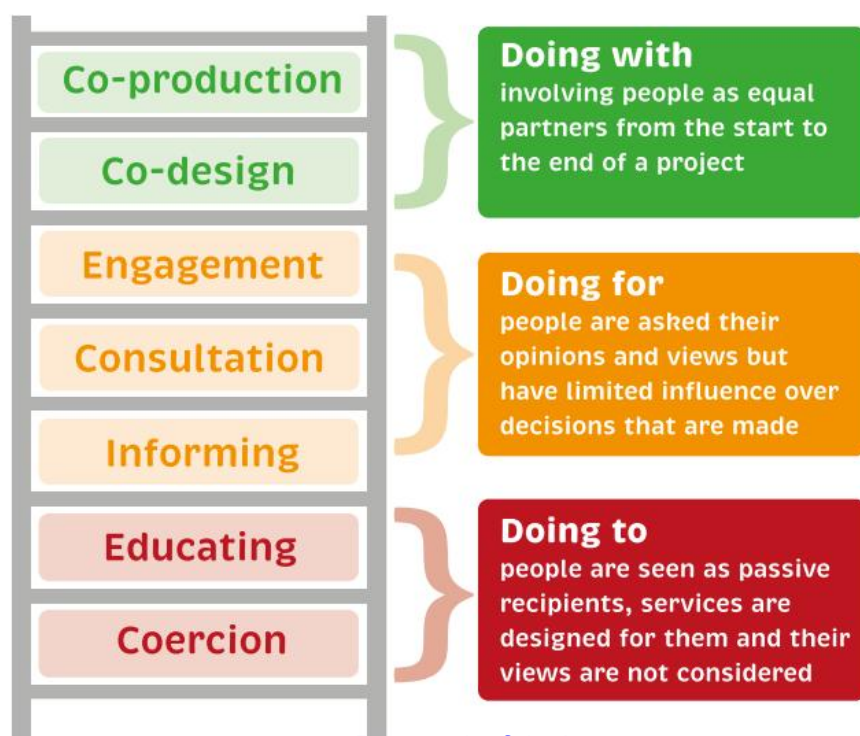 Co-production
Co-design
Doing with
involving people as equal
partners from the start to
the end of a project
Engagement
Consultation
Informing
Doing for
people are asked their
opinions and views but
have limited influence over
decisions that are made
Educating
Coercion
Doing to
people are seen as passive
recipients, services are
designed for them and their
views are not considered